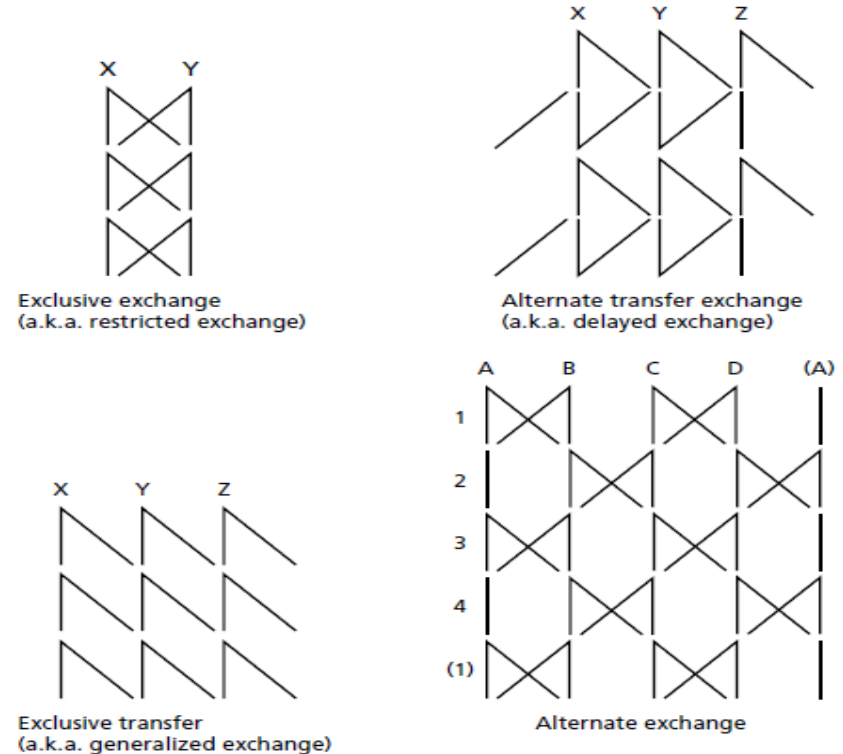 X Y
Exclusive exchange
(a.k.a. restricted exchange)
X Y Z
Alternate transfer exchange
(a.k.a. delayed exchange)
X Y Z
Exclusive transfer
(a.k.a. generalized exchange)
A B C D (A)
1
2
3
4
(1)
Alternate exchange